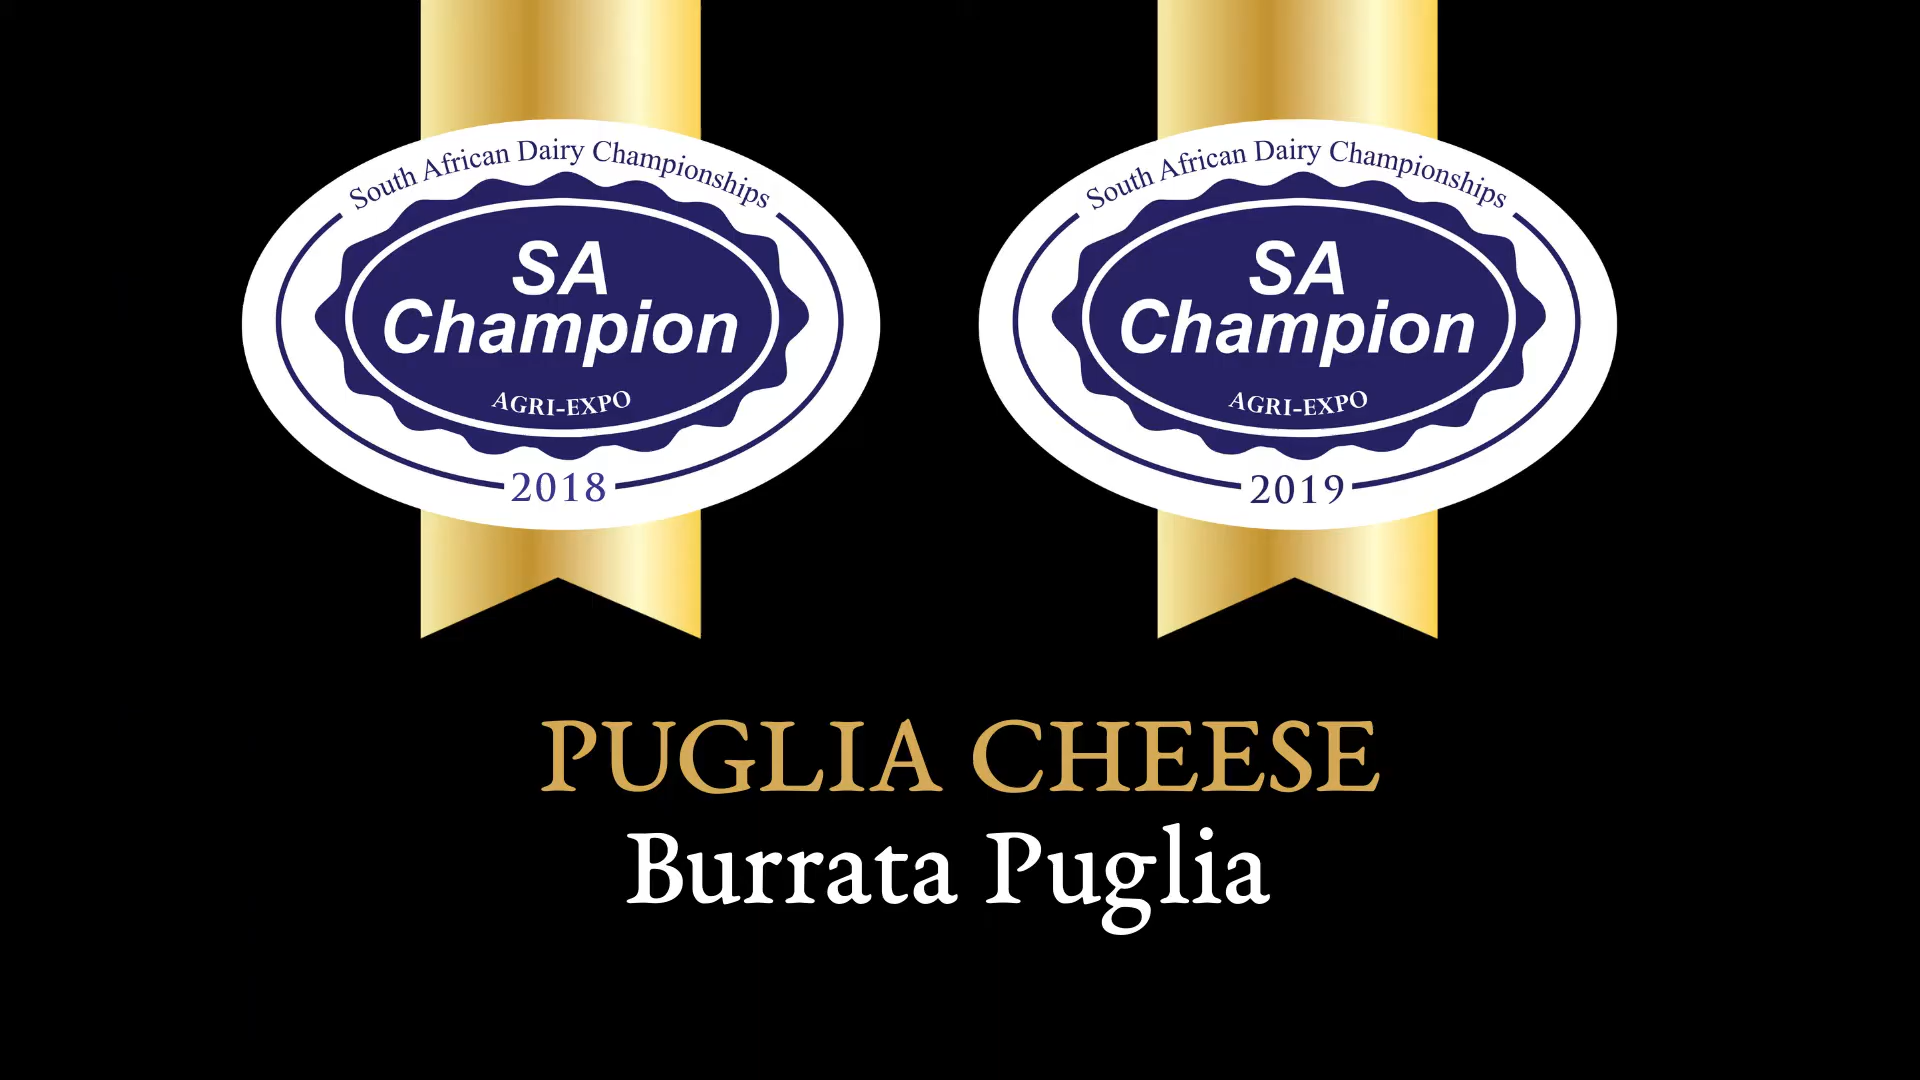 South African Dairy Championships
SA
Champion
AGRI-EXPO
2018
South African Dairy Championships
SA
Champion
AGRI-EXPO
2019
PUGLIA CHEESE
Burrata Puglia